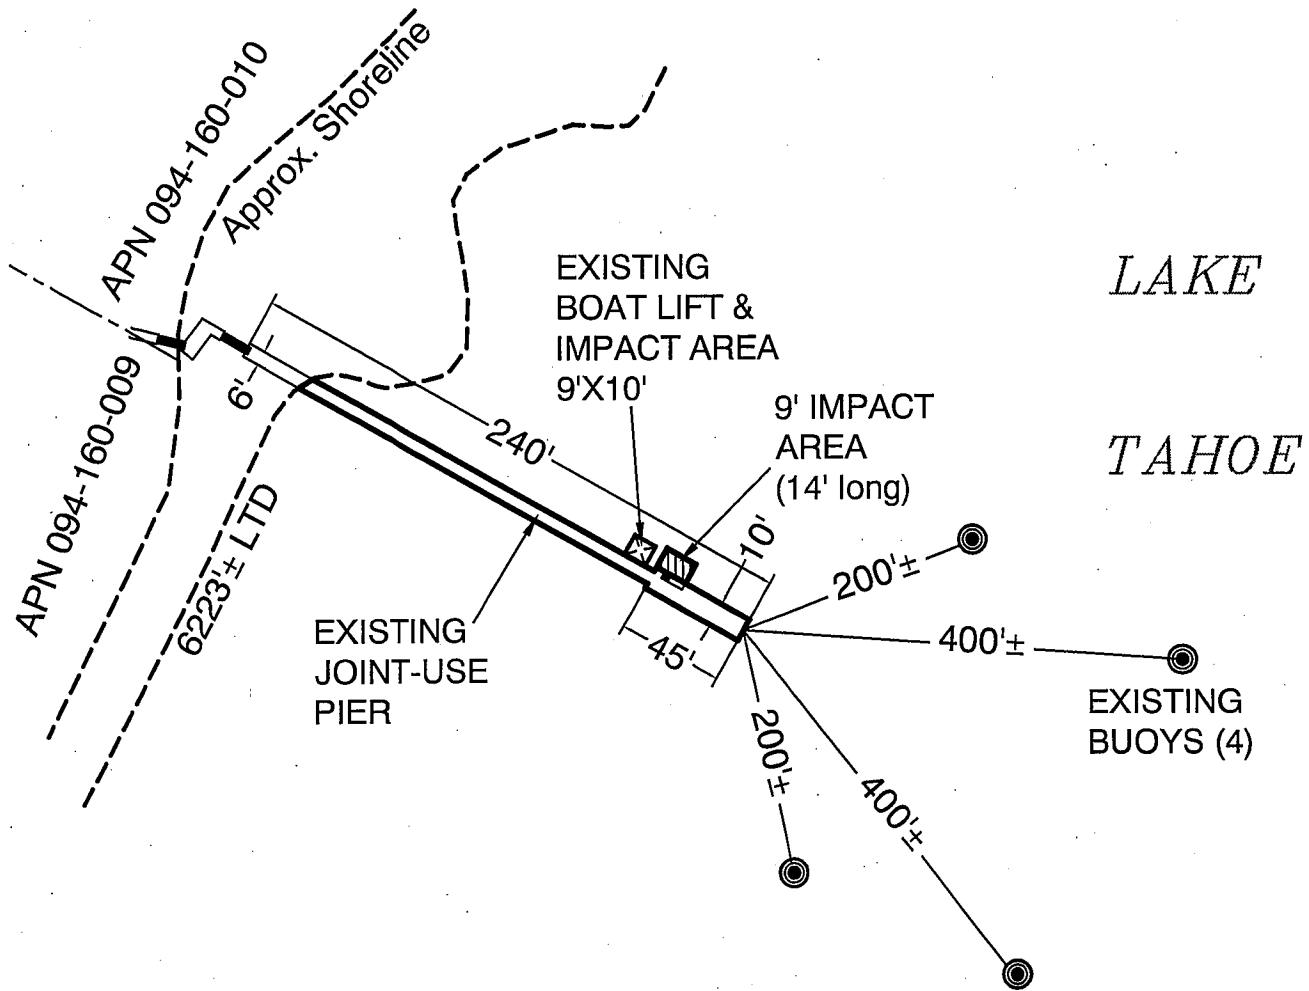 APN 094-160-010
Approx. Shoreline
EXISTING
BOAT LIFT &
IMPACT AREA
9'X10'
LAKE
TAHOE
9' IMPACT
AREA
(14' long)
6'
240'
10'
APN 094-160-009
6223'± LTD
EXISTING
JOINT-USE
PIER
45'
200'±
400'±
EXISTING
BUOYS (4)
200'±
400'±